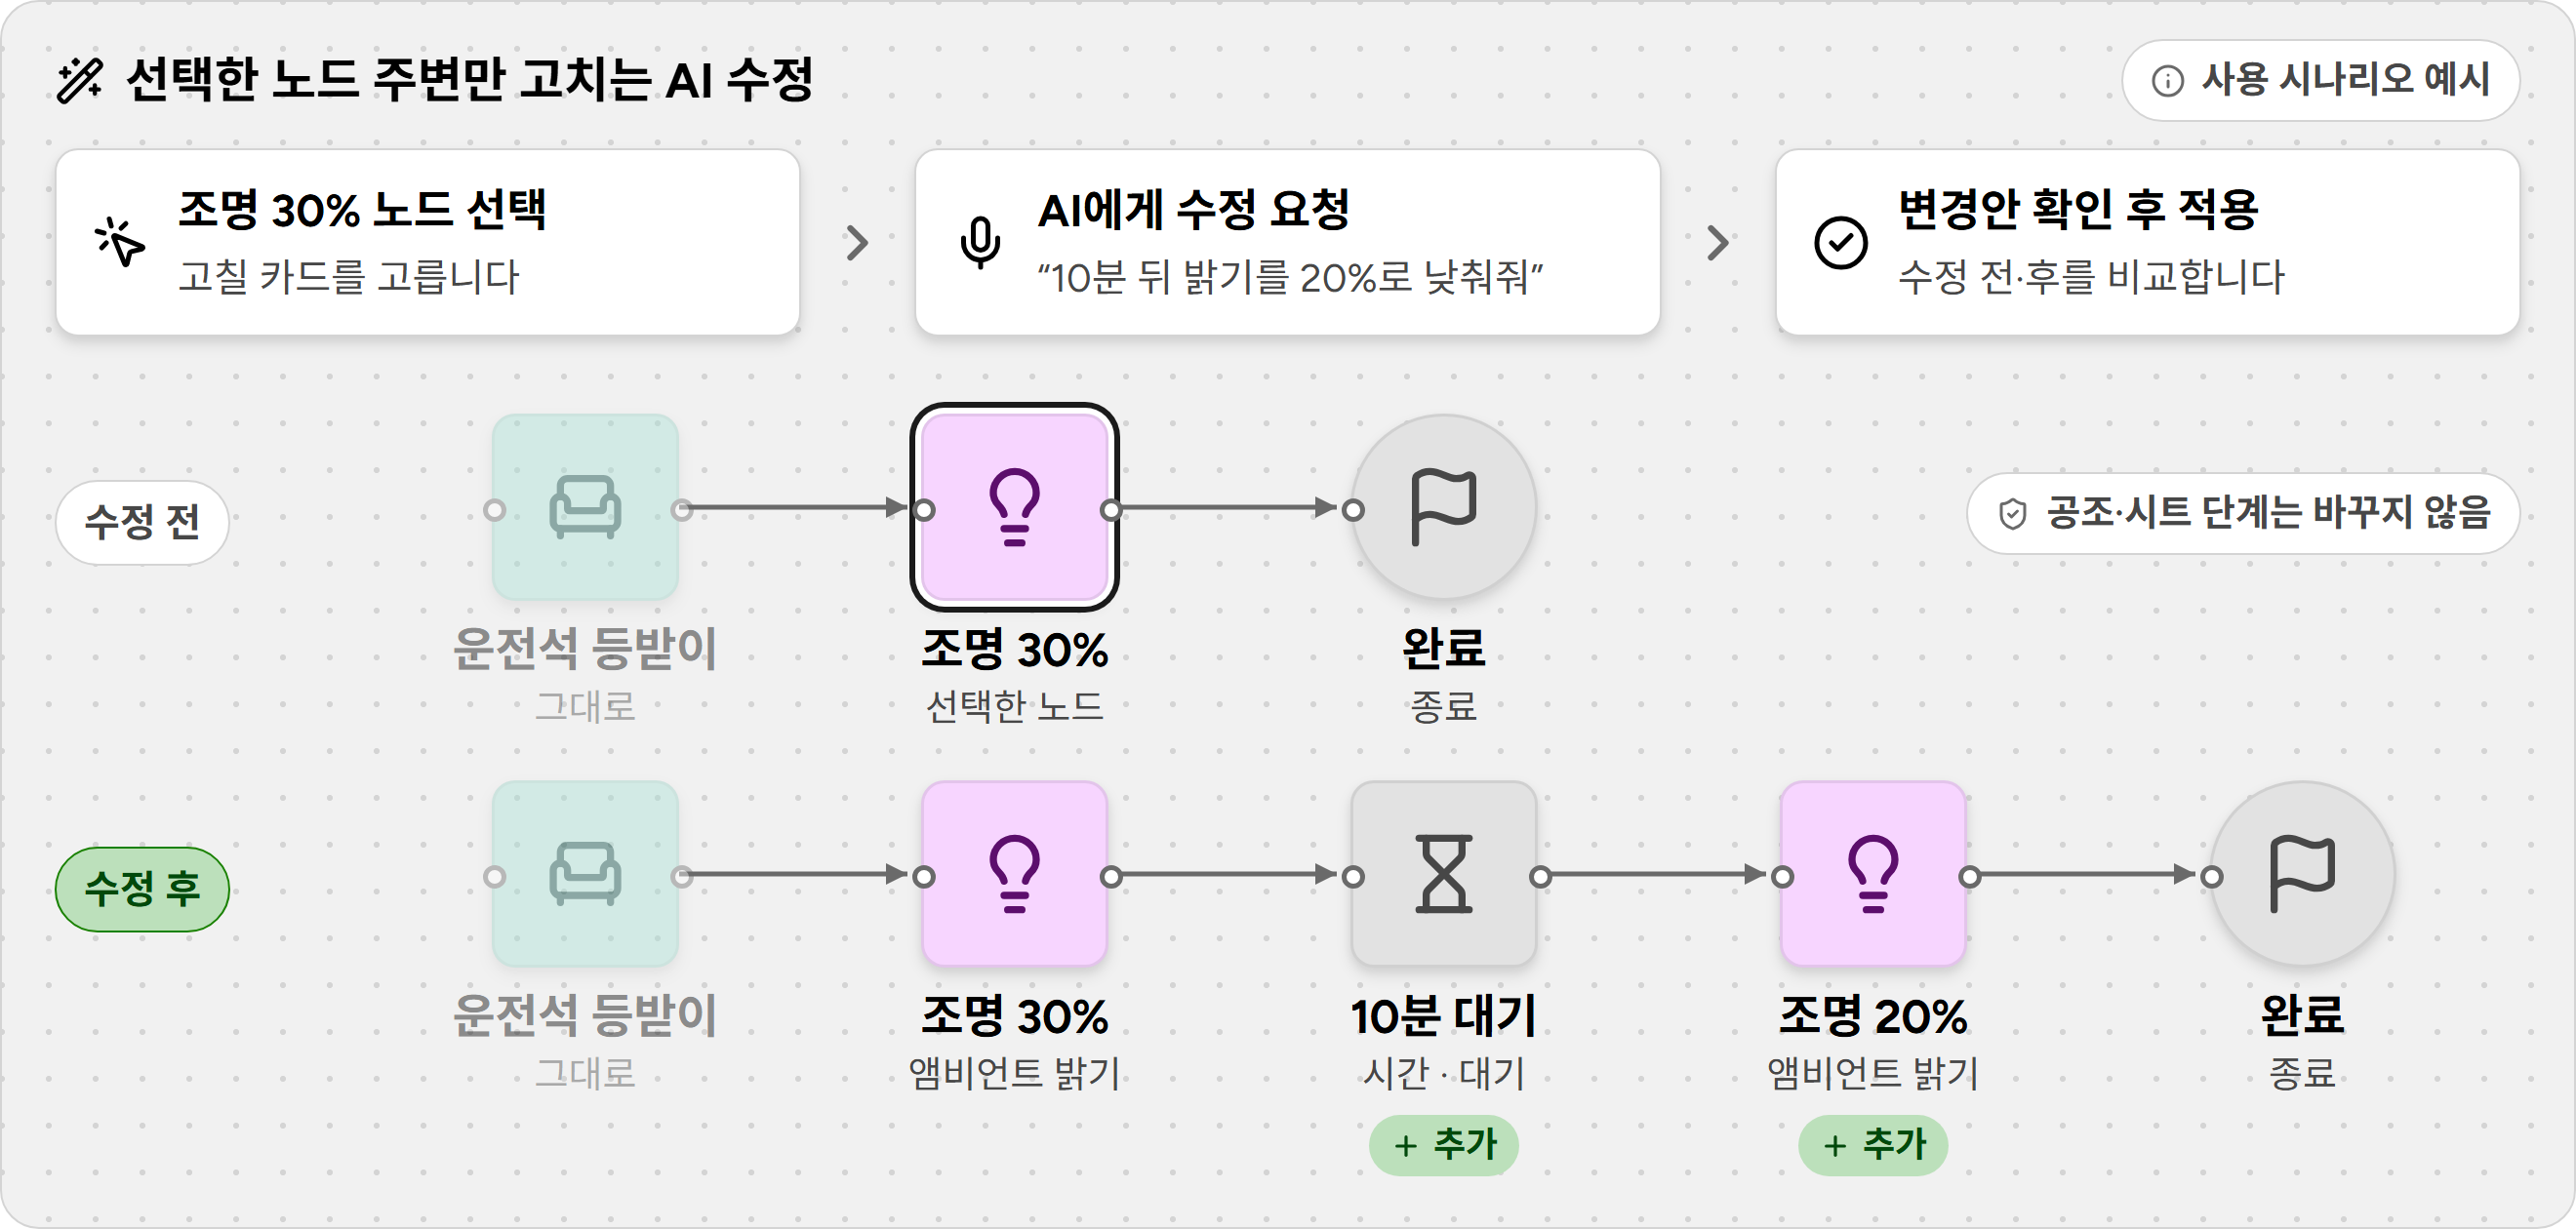 선택한 노드 주변만 고치는 AI 수정
사용 시나리오 예시
조명 30% 노드 선택
고칠 카드를 고릅니다
AI에게 수정 요청
“10분 뒤 밝기를 20%로 낮춰줘”
변경안 확인 후 적용
수정 전·후를 비교합니다
수정 전
공조·시트 단계는 바꾸지 않음
운전석 등받이
그대로
조명 30%
선택한 노드
완료
종료
수정 후
운전석 등받이
그대로
조명 30%
앰비언트 밝기
10분 대기
시간 · 대기
+ 추가
조명 20%
앰비언트 밝기
+ 추가
완료
종료